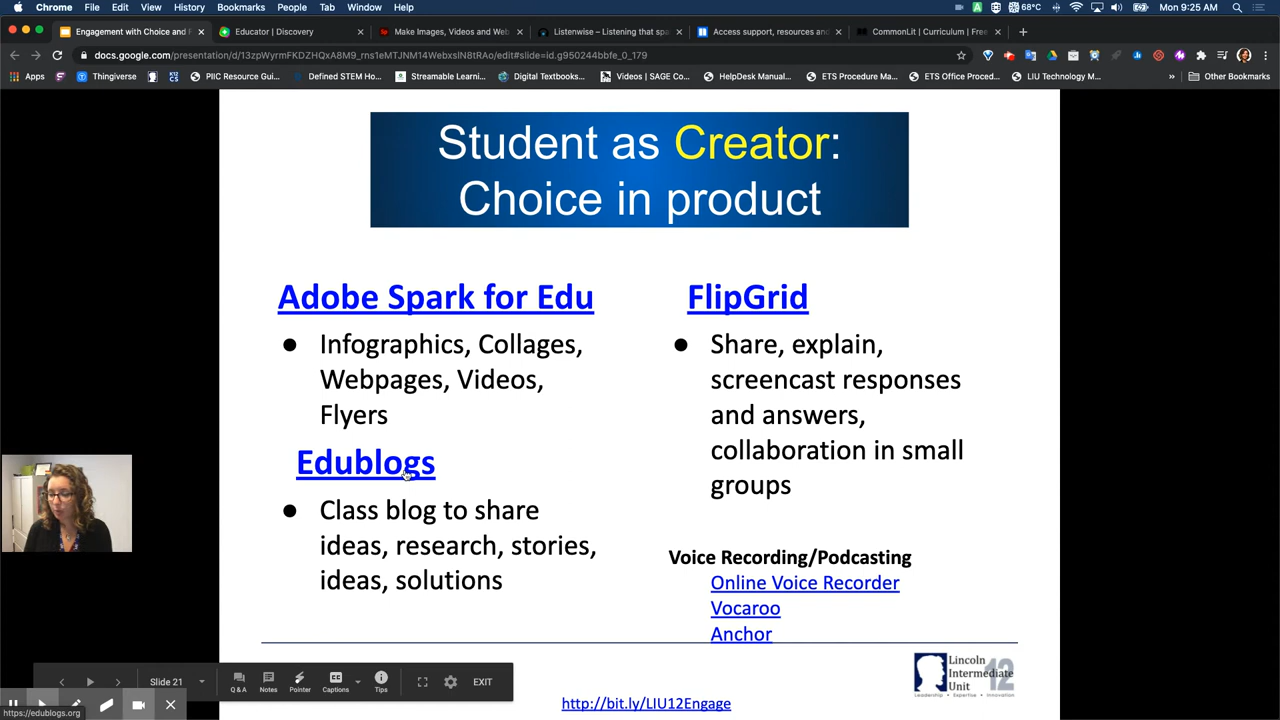 Chrome File Edit View History Bookmarks People Tab Window Help
68°C
Mon 9:25 AM
Engagement with Choice and F
Educator | Discovery
Make Images, Videos and Web
Listenwise – Listening that sp
Access support, resources and
CommonLit | Curriculum | Free
docs.google.com/presentation/d/13zpWyrmFKDZHQxA8M9_rns1eMTJNM14WebxslN8tRAo/edit#slide=id.g950244bbfe_0_179
Apps
Thingiverse
PIIC Resource Gui...
Defined STEM Ho...
Streamable Learni...
Digital Textbooks...
Videos | SAGE Co...
HelpDesk Manual...
ETS Procedure Ma...
ETS Office Proced...
LIU Technology M...
»
Other Bookmarks
Student as Creator:
Choice in product
Adobe Spark for Edu
● Infographics, Collages,
Webpages, Videos,
Flyers
Edublogs
● Class blog to share
ideas, research, stories,
ideas, solutions
FlipGrid
● Share, explain,
screencast responses
and answers,
collaboration in small
groups
Voice Recording/Podcasting
Online Voice Recorder
Vocaroo
Anchor
Lincoln
Intermediate
Unit 12
Leadership • Expertise • Innovation
Slide 21
Q & A
Notes
Pointer
Captions
Tips
EXIT
http://bit.ly/LIU12Engage
https://edublogs.org